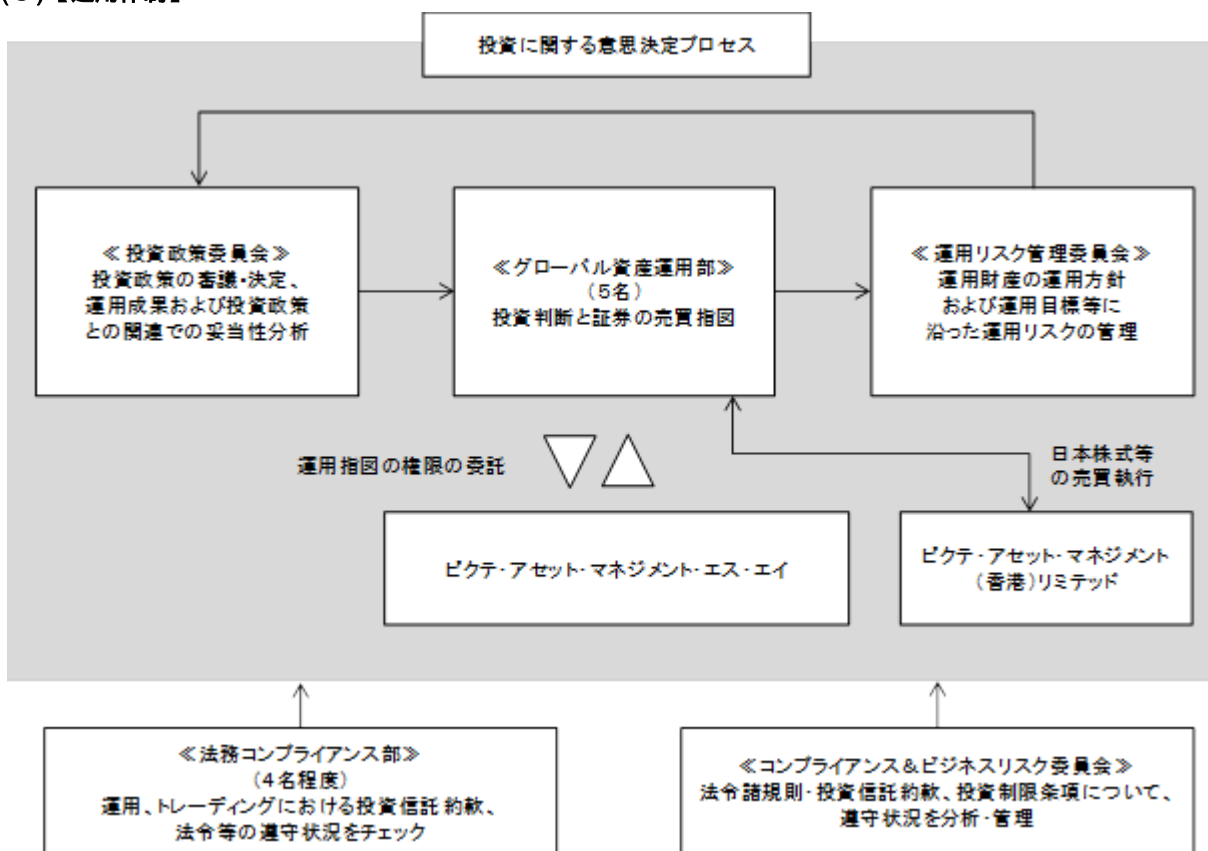 (3)【運用体制】
投資に関する意思決定プロセス
≪投資政策委員会≫
投資政策の審議・決定、
運用成果および投資政策
との関連での妥当性分析
≪グローバル資産運用部≫
(5名)
投資判断と証券の売買指図
≪運用リスク管理委員会≫
運用財産の運用方針
および運用目標等に
沿った運用リスクの管理
運用指図の権限の委託
日本株式等
の売買執行
ピクテ・アセット・マネジメント・エス・エイ
ピクテ・アセット・マネジメント
(香港)リミテッド
≪法務コンプライアンス部≫
(4名程度)
運用、トレーディングにおける投資信託約款、
法令等の遵守状況をチェック
≪コンプライアンス&ビジネスリスク委員会≫
法令諸規則・投資信託約款、投資制限条項について、
遵守状況を分析・管理